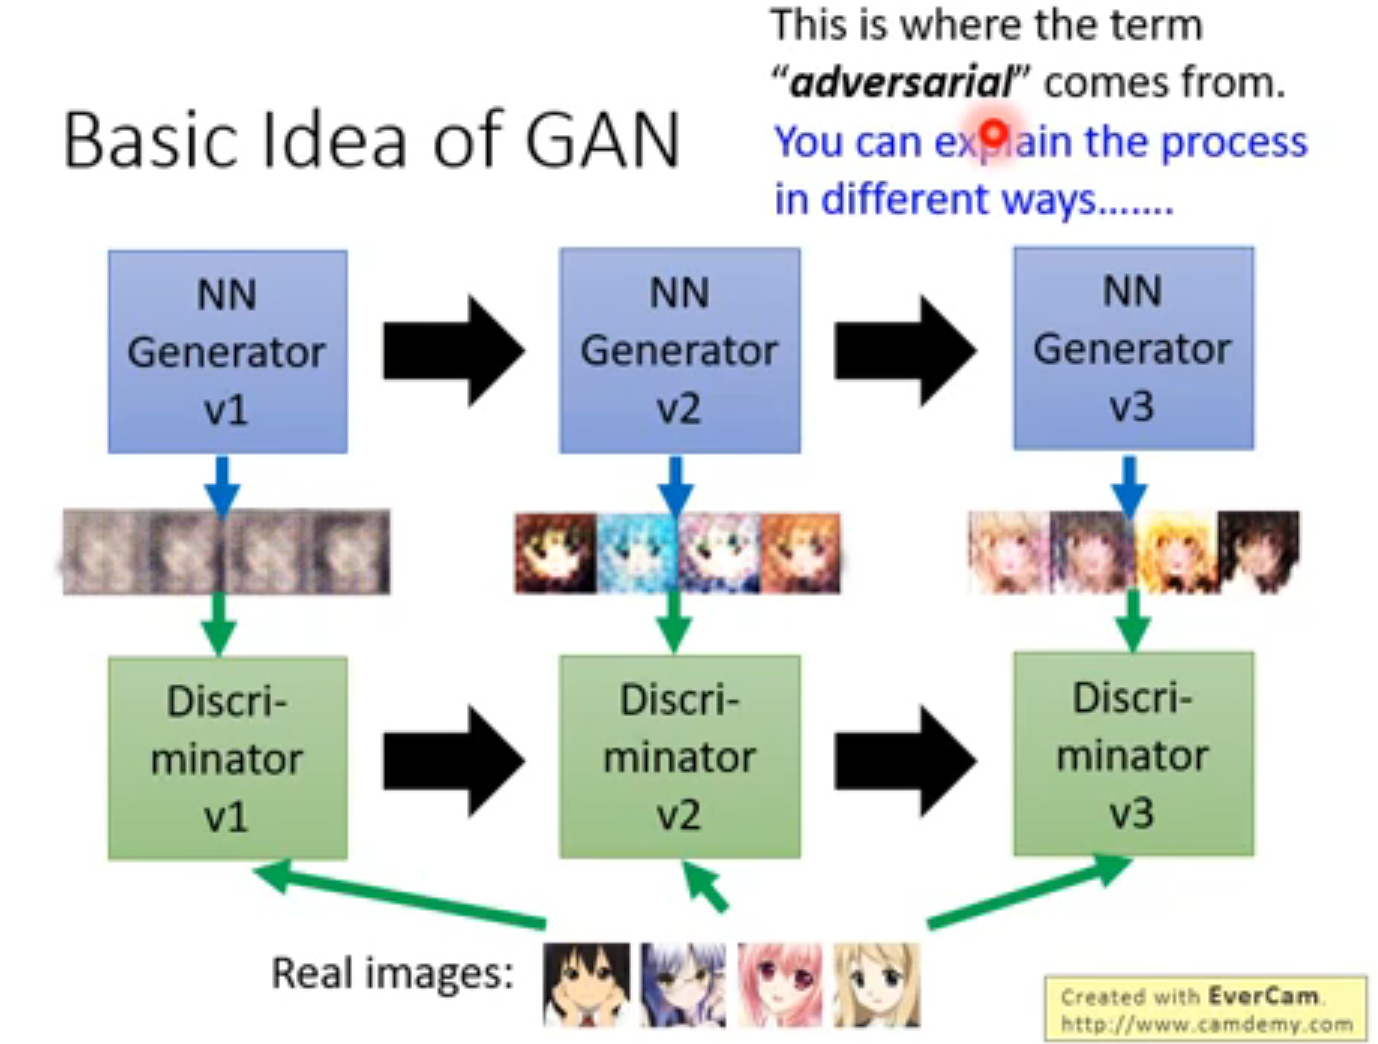 This is where the term
“adversarial” comes from.
Basic Idea of GAN
You can explain the process
in different ways…….
NN
Generator
v1
NN
Generator
v2
NN
Generator
v3
Discri-
minator
v1
Discri-
minator
v2
Discri-
minator
v3
Real images:
Created with EverCam.
http://www.camdemy.com